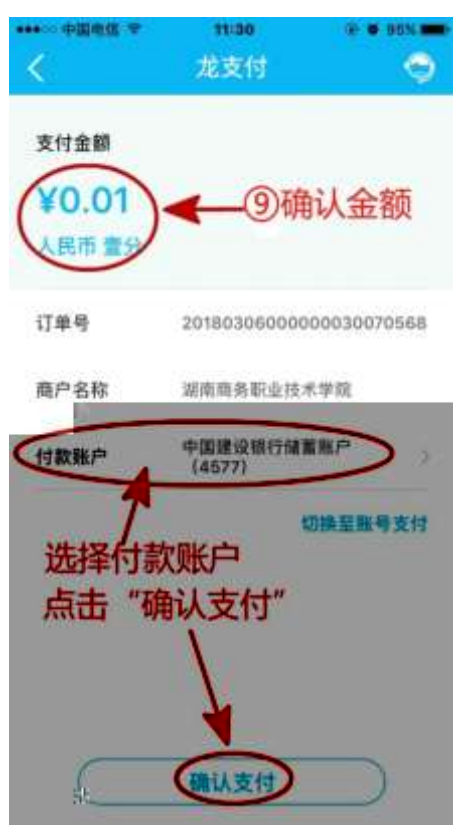 中国电信 11:30 95%
龙支付
支付金额
¥0.01
⑨确认金额
人民币 壹分
订单号 20180306000000030070568
商户名称 湖南商务职业技术学院
付款账户 中国建设银行储蓄账户
(4577)
切换至账号支付
选择付款账户
点击“确认支付”
确认支付